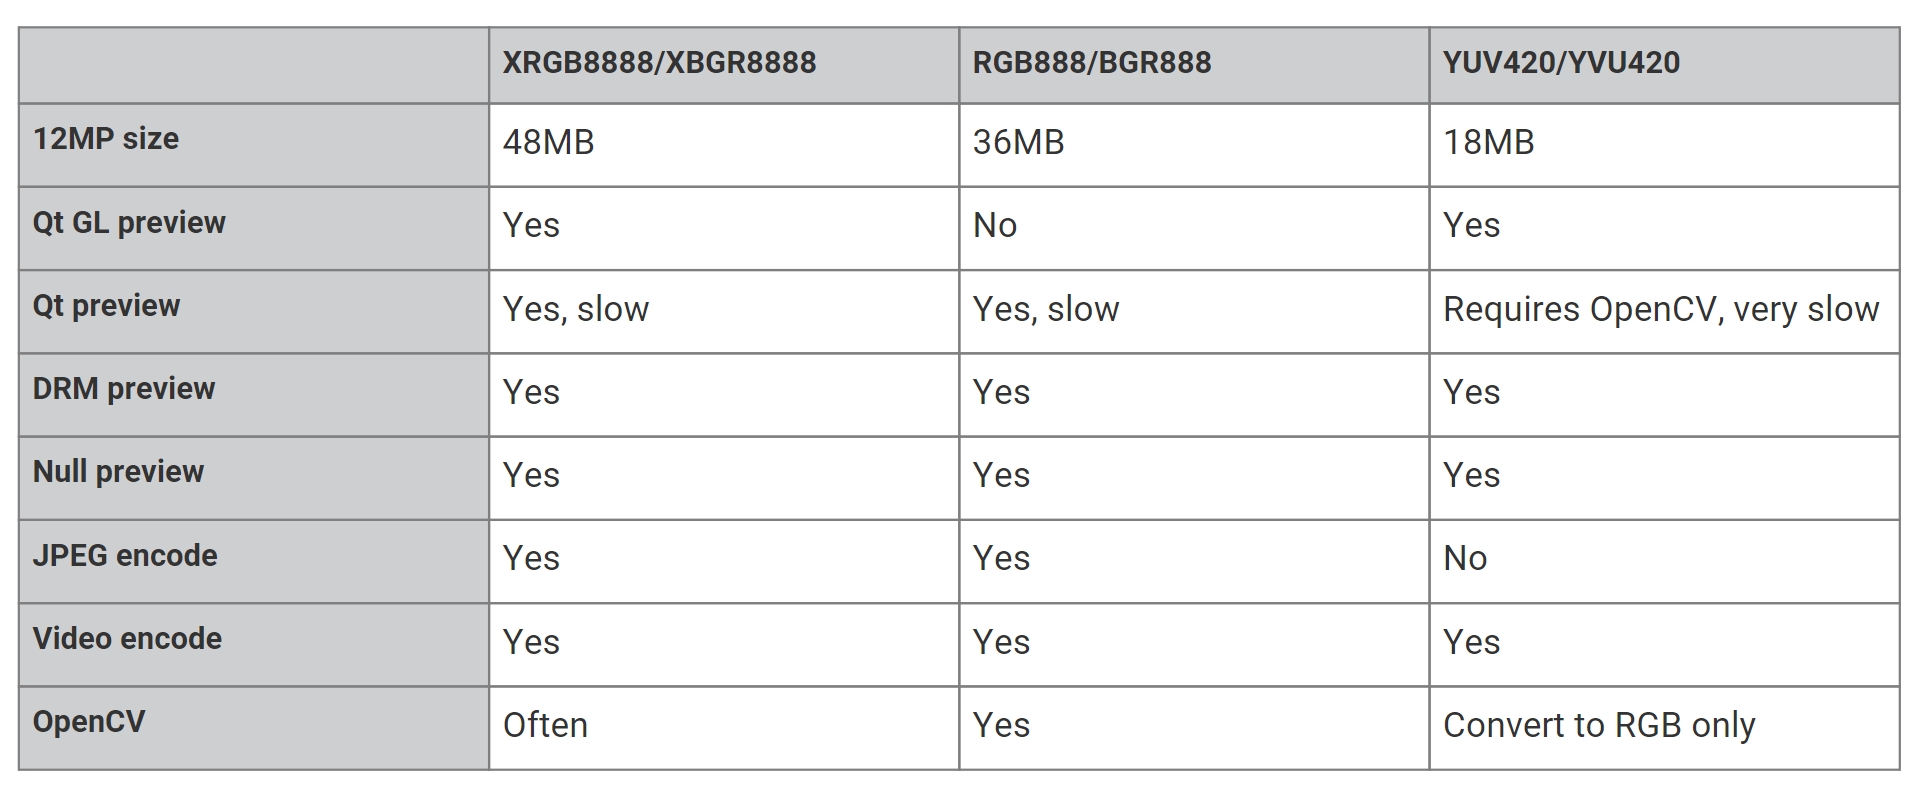 XRGB8888/XBGR8888 RGB888/BGR888 YUV420/YVU420
12MP size 48MB 36MB 18MB
Qt GL preview Yes No Yes
Qt preview Yes, slow Yes, slow Requires OpenCV, very slow
DRM preview Yes Yes Yes
Null preview Yes Yes Yes
JPEG encode Yes Yes No
Video encode Yes Yes Yes
OpenCV Often Yes Convert to RGB only